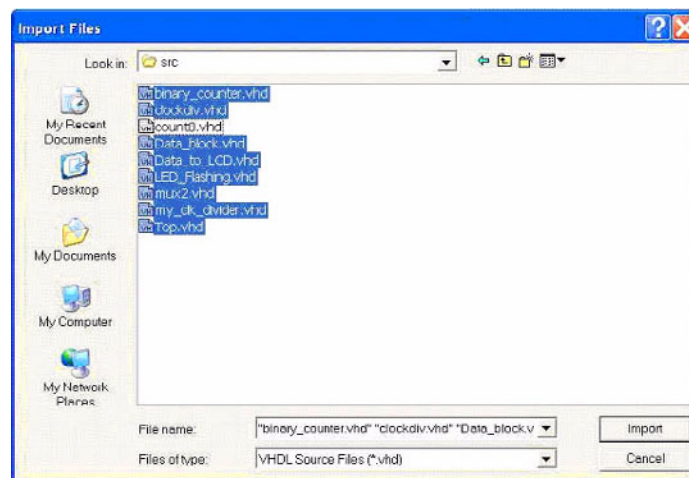 Import Files
Look in: src
binary_counter.vhd
clockdiv.vhd
count8.vhd
Data_block.vhd
Data_to_LCD.vhd
LED_Flashing.vhd
mux2.vhd
my_clk_divider.vhd
Top.vhd
My Recent
Documents
Desktop
My Documents
My Computer
My Network
Places
File name: "binary_counter.vhd" "clockdiv.vhd" "Data_block.v
Import
Files of type: VHDL Source Files (*.vhd)
Cancel